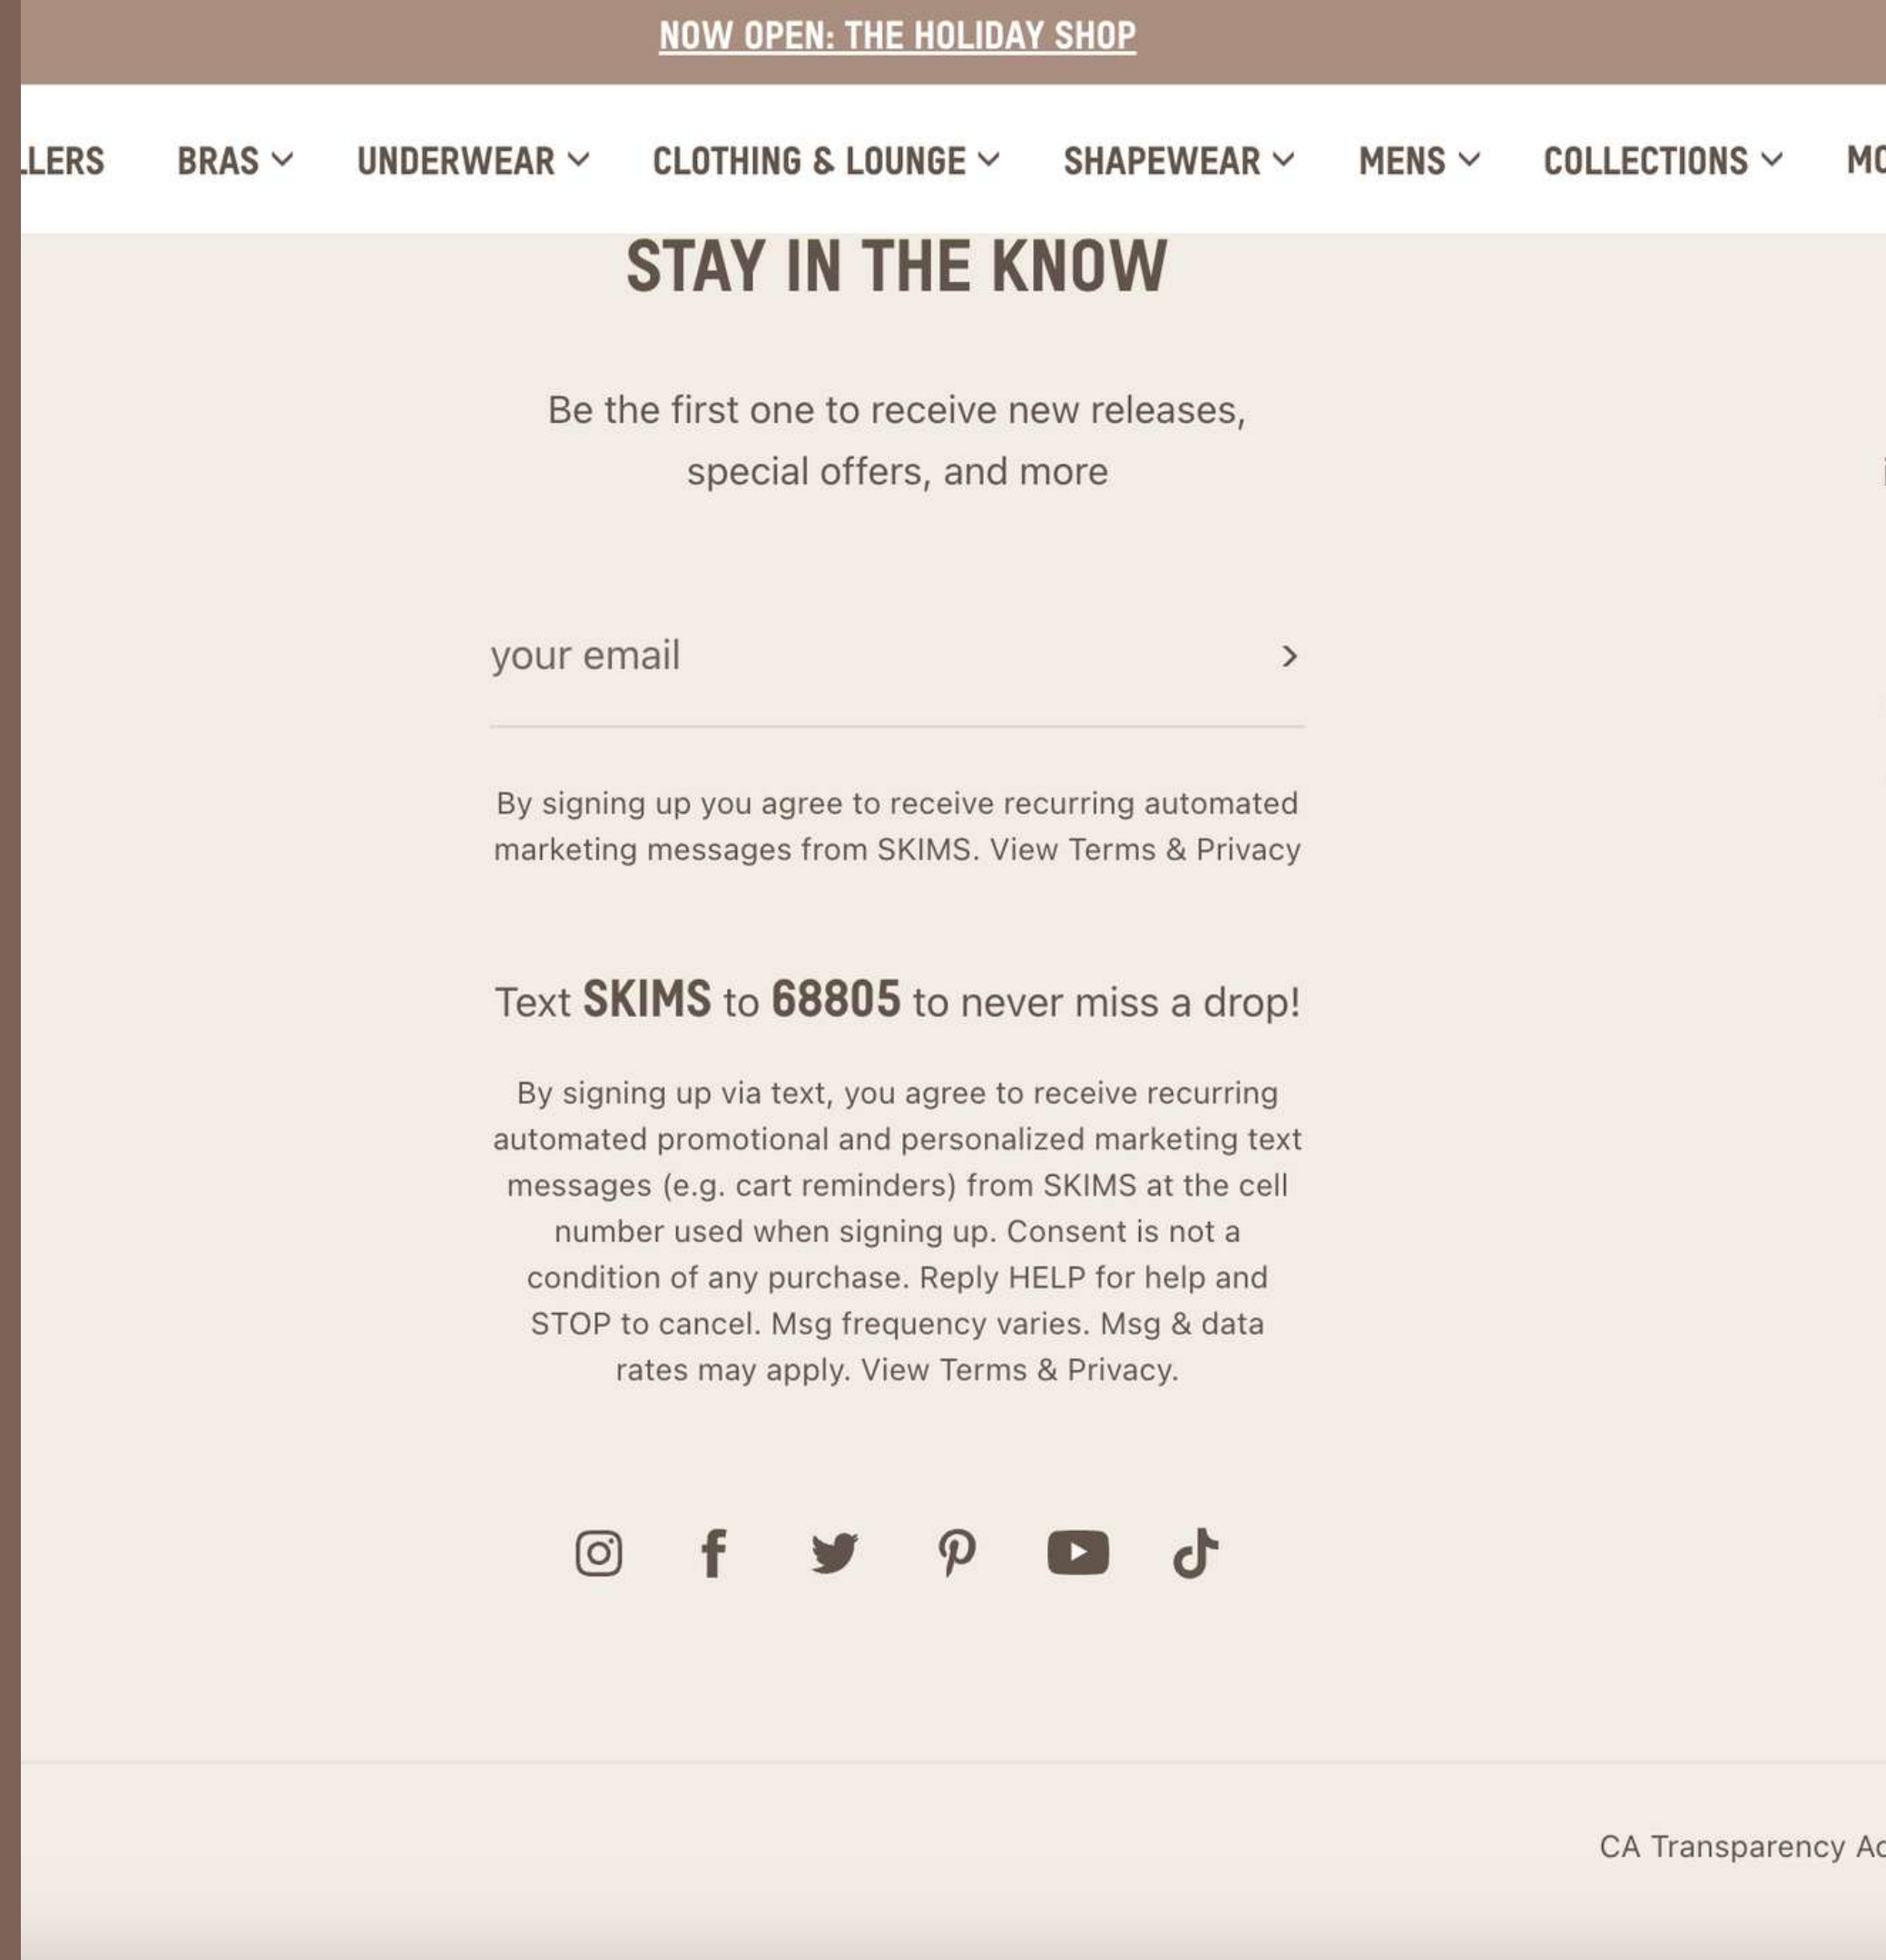 NOW OPEN: THE HOLIDAY SHOP
BRAS UNDERWEAR CLOTHING & LOUNGE SHAPEWEAR MENS COLLECTIONS
STAY IN THE KNOW
Be the first one to receive new releases,
special offers, and more
your email
By signing up you agree to receive recurring automated
marketing messages from SKIMS. View Terms & Privacy
Text SKIMS to 68805 to never miss a drop!
By signing up via text, you agree to receive recurring
automated promotional and personalized marketing text
messages (e.g. cart reminders) from SKIMS at the cell
number used when signing up. Consent is not a
condition of any purchase. Reply HELP for help and
STOP to cancel. Msg frequency varies. Msg & data
rates may apply. View Terms & Privacy.
CA Transparency